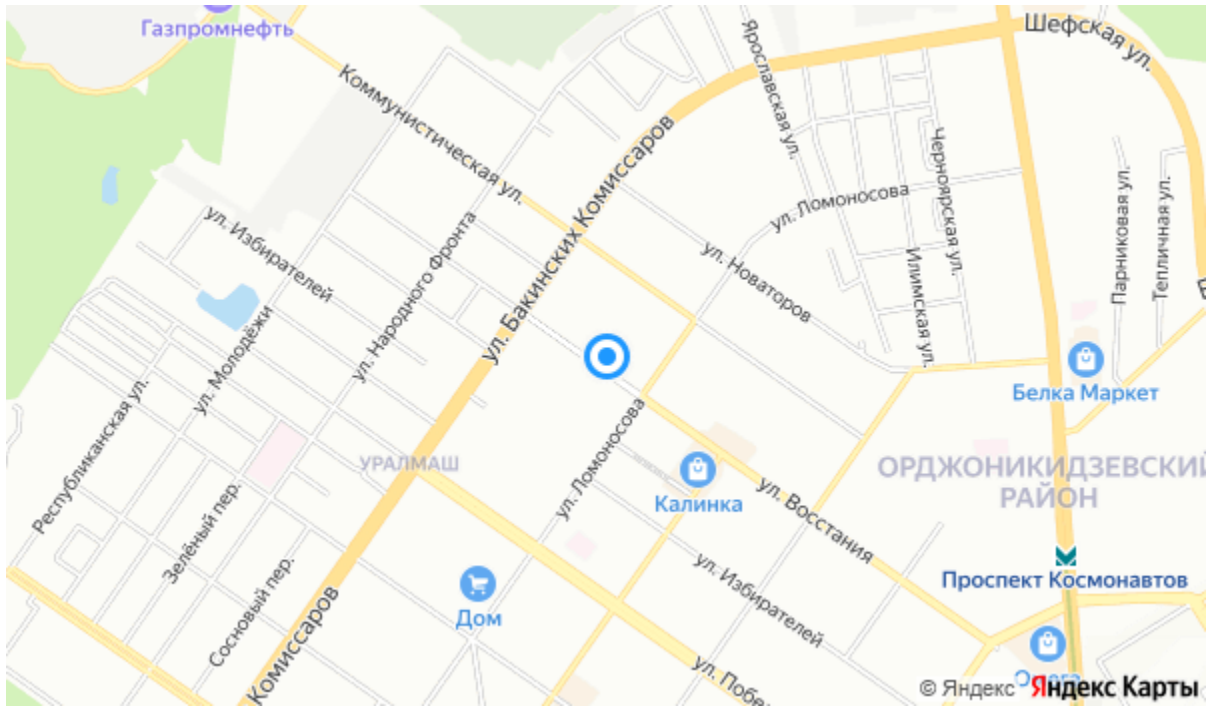 Газпромнефть
Шефская ул.
Ярославская ул.
Коммунистическая ул.
ул. Бакинских Комиссаров
Черноярская ул.
ул. Ломоносова
Парниковая ул.
Тепличная ул.
ул. Избирателей
ул. Народного Фронта
ул. Новаторов
Илимская ул.
ул. Молодёжи
Белка Маркет
Республиканская ул.
УРАЛМАШ
ул. Ломоносова
Калинка
ул. Восстания
ОРДЖОНИКИДЗЕВСКИЙ
РАЙОН
Зелёный пер.
Сосновый пер.
Дом
ул. Избирателей
Проспект Космонавтов
Комиссаров
ул. Побе
© Яндекс Яндекс Карты